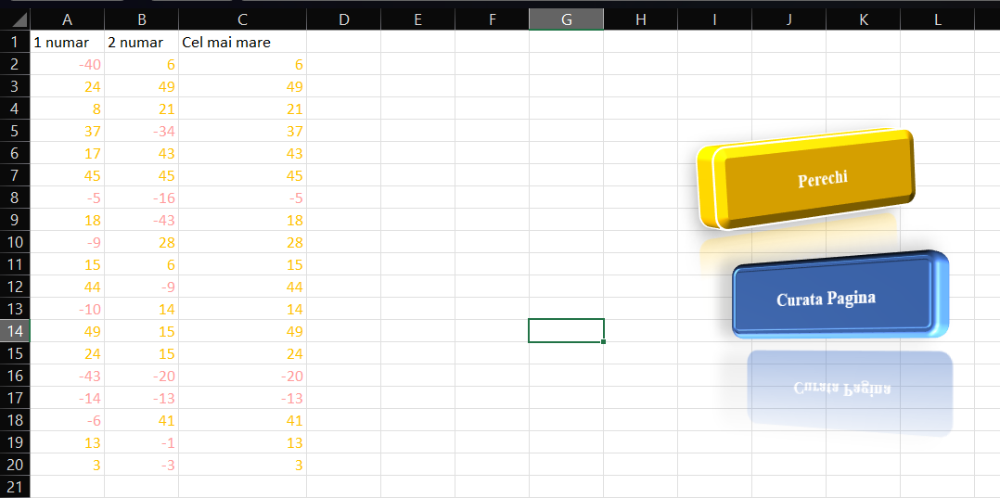 A B C D E F G H I J K L
1 1 numar 2 numar Cel mai mare
2 -40 6 6
3 24 49 49
4 8 21 21
5 37 -34 37
6 17 43 43
7 45 45 45
8 -5 -16 -5
9 18 -43 18
10 -9 28 28
11 15 6 15
12 44 -9 44
13 -10 14 14
14 49 15 49
15 24 15 24
16 -43 -20 -20
17 -14 -13 -13
18 -6 41 41
19 13 -1 13
20 3 -3 3
21
Perechi
Curata Pagina